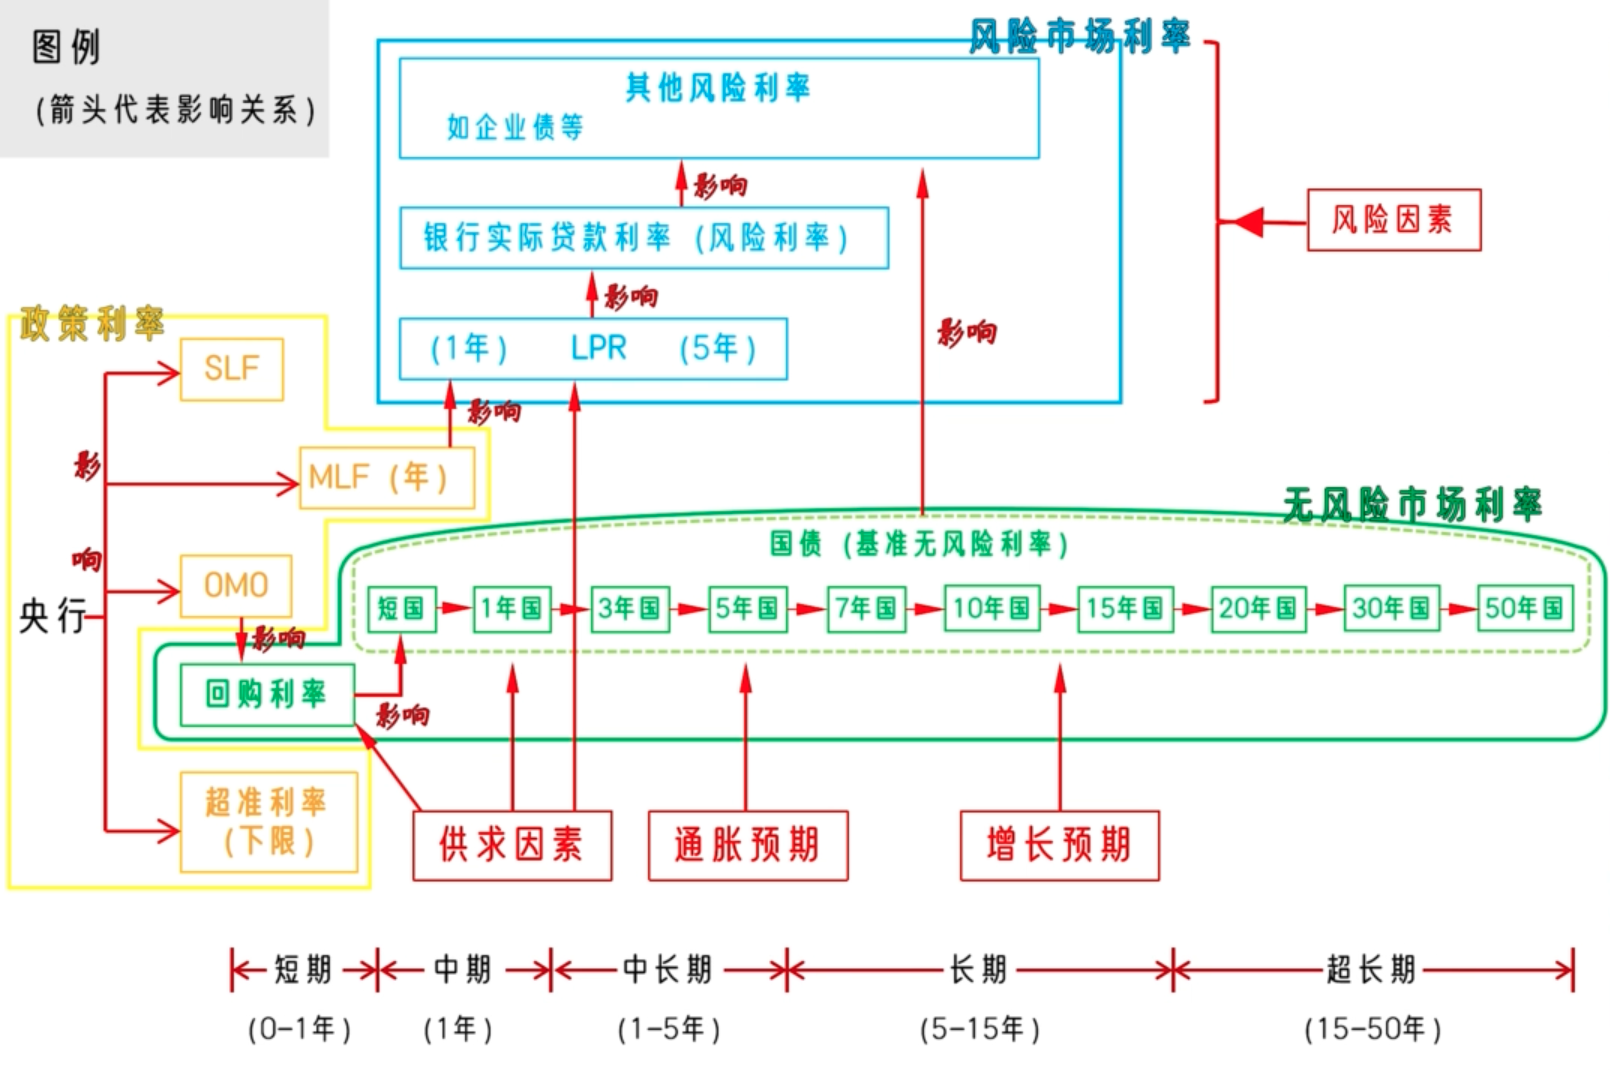 图例
(箭头代表影响关系)
风险市场利率
其他风险利率
如企业债等
影响
银行实际贷款利率 (风险利率)
影响
(1年) LPR (5年)
影响
影响
风险因素
政策利率
SLF
MLF (年)
OMO
影响
央行
影响
回购利率
影响
超准利率
(下限)
无风险市场利率
国债 (基准无风险利率)
短国
1年国
3年国
5年国
7年国
10年国
15年国
20年国
30年国
50年国
供求因素
通胀预期
增长预期
短期
中期
中长期
长期
超长期
(0-1年)
(1年)
(1-5年)
(5-15年)
(15-50年)